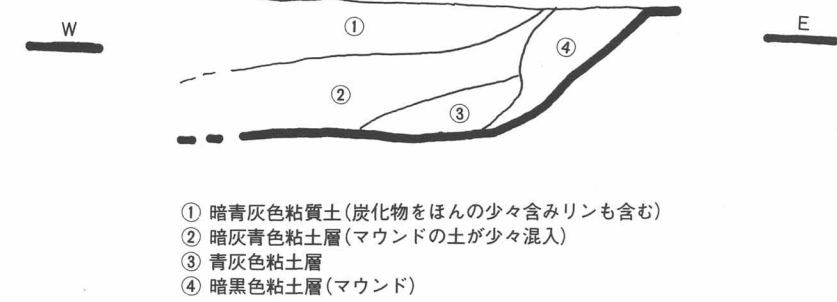 W
E
①
④
②
③
① 暗青灰色粘質土(炭化物をほんの少々含みリンも含む)
② 暗灰青色粘土層(マウンドの土が少々混入)
③ 青灰色粘土層
④ 暗黒色粘土層(マウンド)